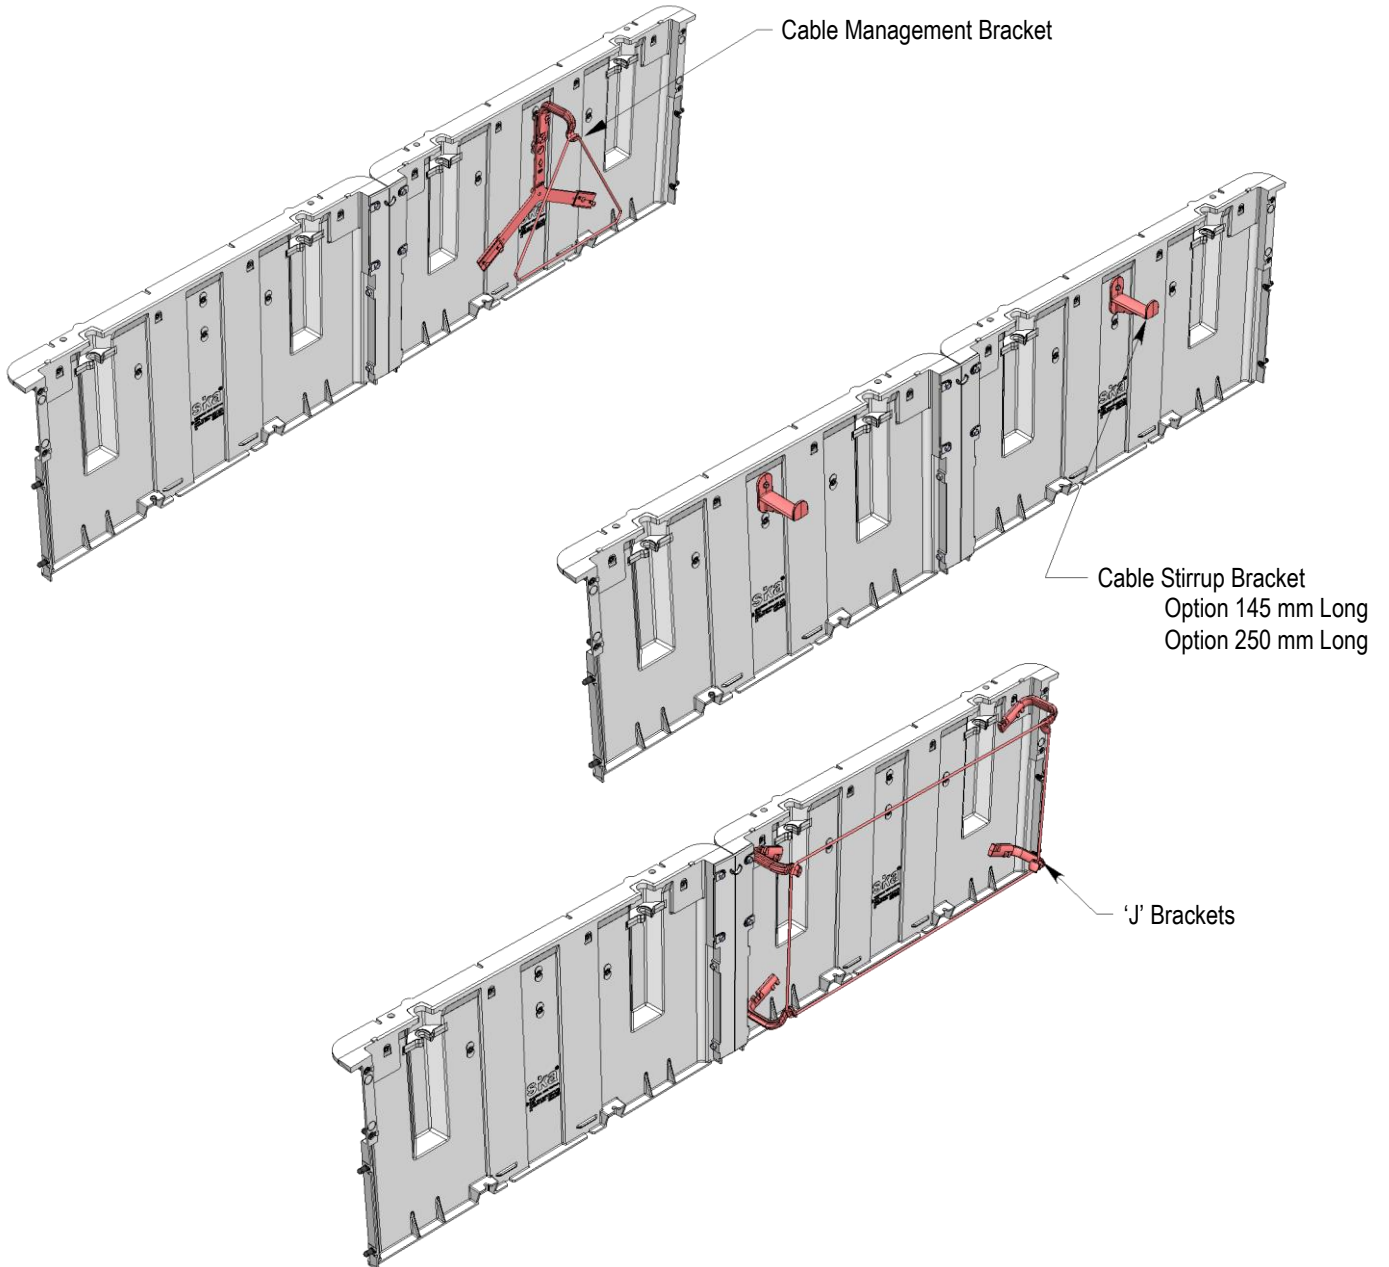 Cable Management Bracket
Cable Stirrup Bracket
Option 145 mm Long
Option 250 mm Long
‘J’ Brackets